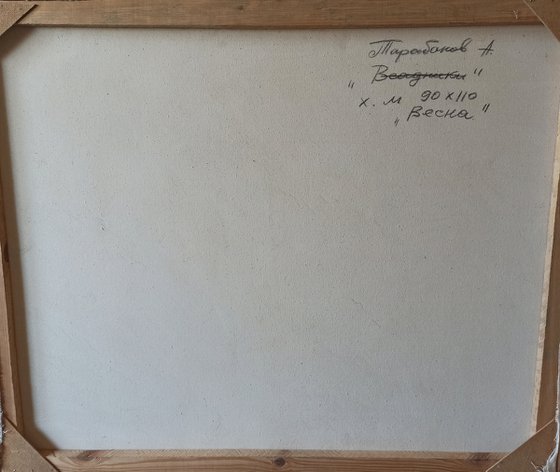 Тарабанов А.
"Всадники"
х. м 90х110
"Весна"